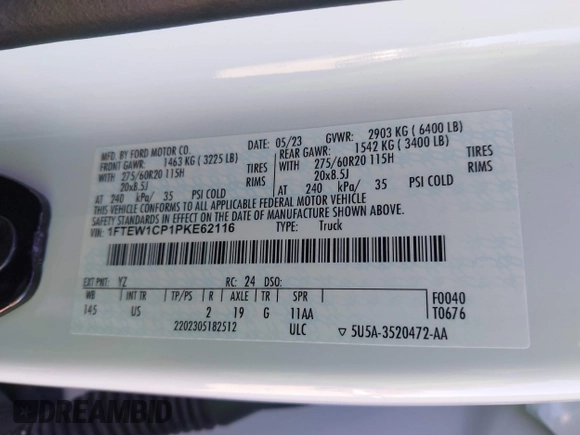 MFD. BY FORD MOTOR CO. DATE: 05/23 GVWR: 2903 KG ( 6400 LB)
FRONT GAWR: 1463 KG ( 3225 LB) REAR GAWR: 1542 KG ( 3400 LB)
WITH 275/60R20 115H TIRES WITH 275/60R20 115H TIRES
20x8.5J RIMS 20x8.5J RIMS
AT 240 kPa/ 35 PSI COLD AT 240 kPa/ 35 PSI COLD
THIS VEHICLE CONFORMS TO ALL APPLICABLE FEDERAL MOTOR VEHICLE
SAFETY STANDARDS IN EFFECT ON THE DATE OF MANUFACTURE SHOWN ABOVE.
VIN: 1FTEW1CP1PKE62116 TYPE: Truck
EXT PNT: YZ RC: 24 DSO:
WB INT TR TP/PS R AXLE TR SPR F0040
145 US 2 19 G 11AA T0676
2202305182512 ULC ▽ 5U5A-3520472-AA
DREAMBID